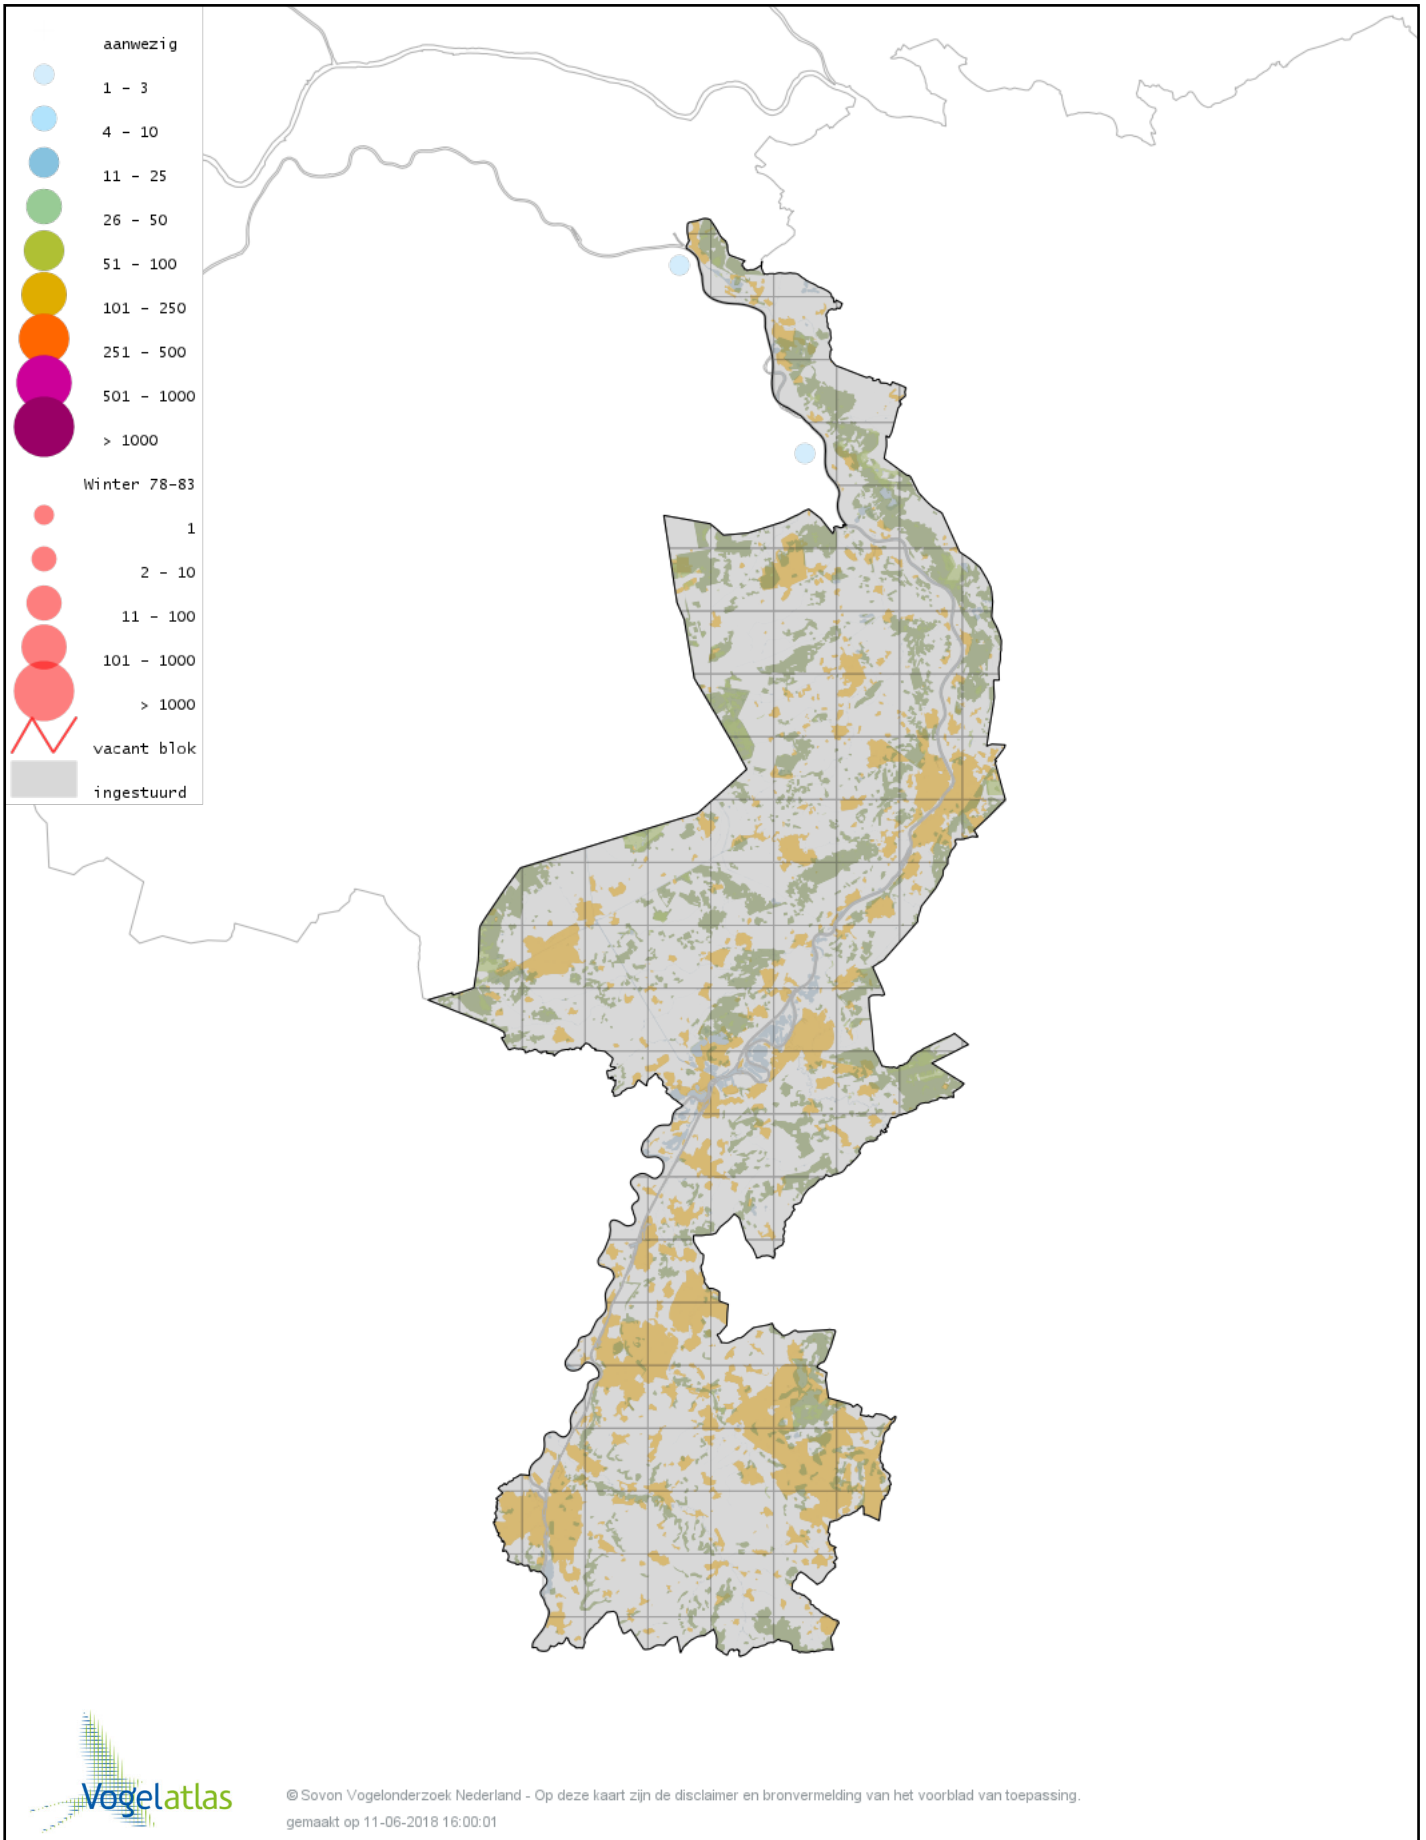 aanwezig
1 – 3
4 – 10
11 – 25
26 – 50
51 – 100
101 – 250
251 – 500
501 – 1000
> 1000
Winter 78-83
1
2 – 10
11 – 100
101 – 1000
> 1000
vacant blok
ingestuurd
Vogelatlas
© Sovon Vogelonderzoek Nederland - Op deze kaart zijn de disclaimer en bronvermelding van het voorblad van toepassing.
gemaakt op 11-06-2018 16:00:01